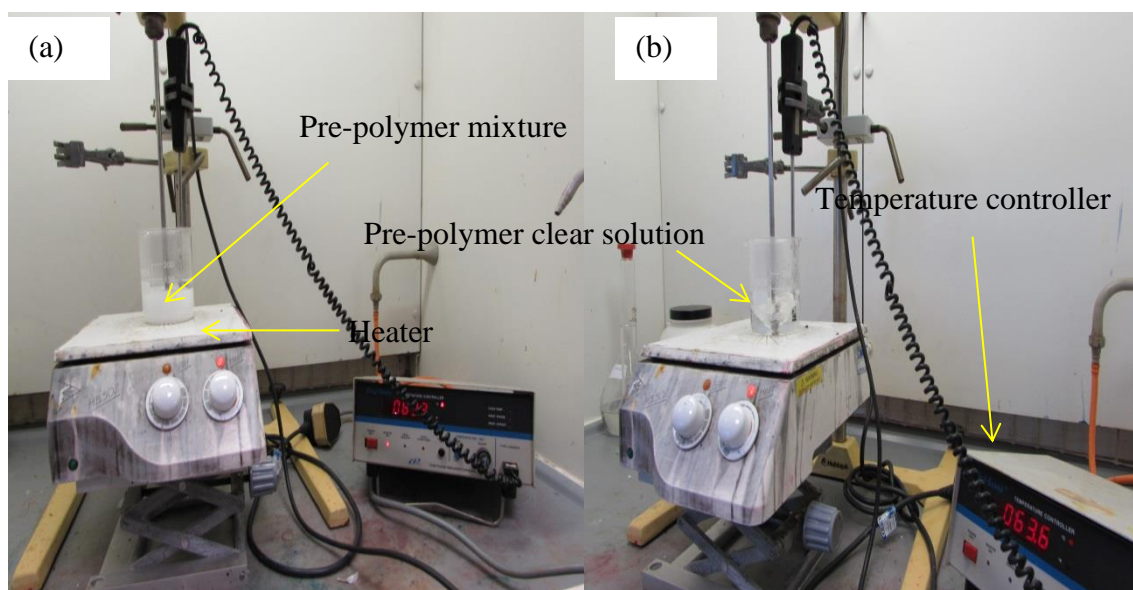 (a)
Pre-polymer mixture
Heater
(b)
Pre-polymer clear solution
Temperature controller
TEMPERATURE CONTROLLER
063.6